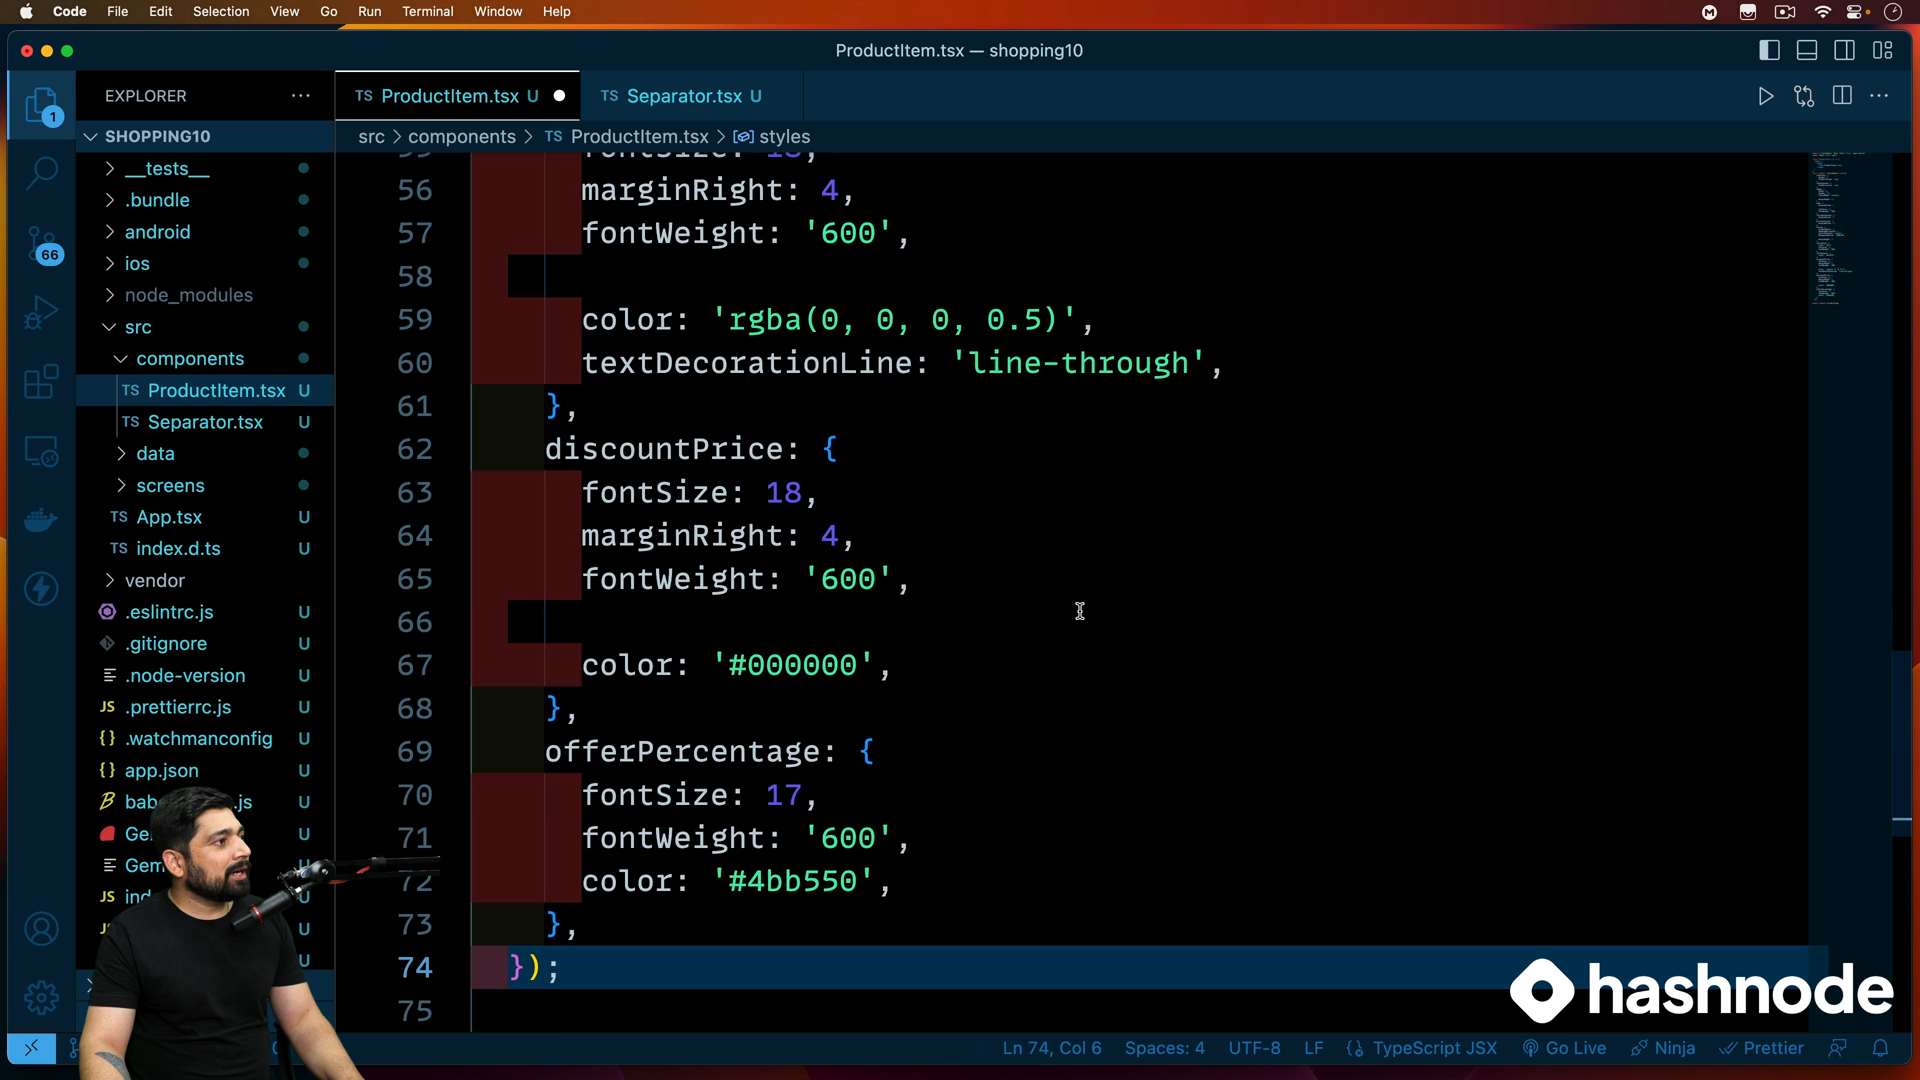 Code File Edit Selection View Go Run Terminal Window Help
ProductItem.tsx — shopping10
EXPLORER
TS ProductItem.tsx U
TS Separator.tsx U
SHOPPING10
src > components > TS ProductItem.tsx > styles
__tests__
.bundle
android
ios
node_modules
src
components
TS ProductItem.tsx U
TS Separator.tsx U
data
screens
TS App.tsx U
TS index.d.ts U
vendor
.eslintrc.js U
.gitignore U
.node-version U
JS .prettierrc.js U
{} .watchmanconfig U
{} app.json U
U
U
U
U
U
U
1
66
56 marginRight: 4,
57 fontWeight: '600',
58
59 color: 'rgba(0, 0, 0, 0.5)',
60 textDecorationLine: 'line-through',
61 },
62 discountPrice: {
63 fontSize: 18,
64 marginRight: 4,
65 fontWeight: '600',
66
67 color: '#000000',
68 },
69 offerPercentage: {
70 fontSize: 17,
71 fontWeight: '600',
72 color: '#4bb550',
73 },
74 });
75
hashnode
Ln 74, Col 6 Spaces: 4 UTF-8 LF TypeScript JSX Go Live Ninja Prettier